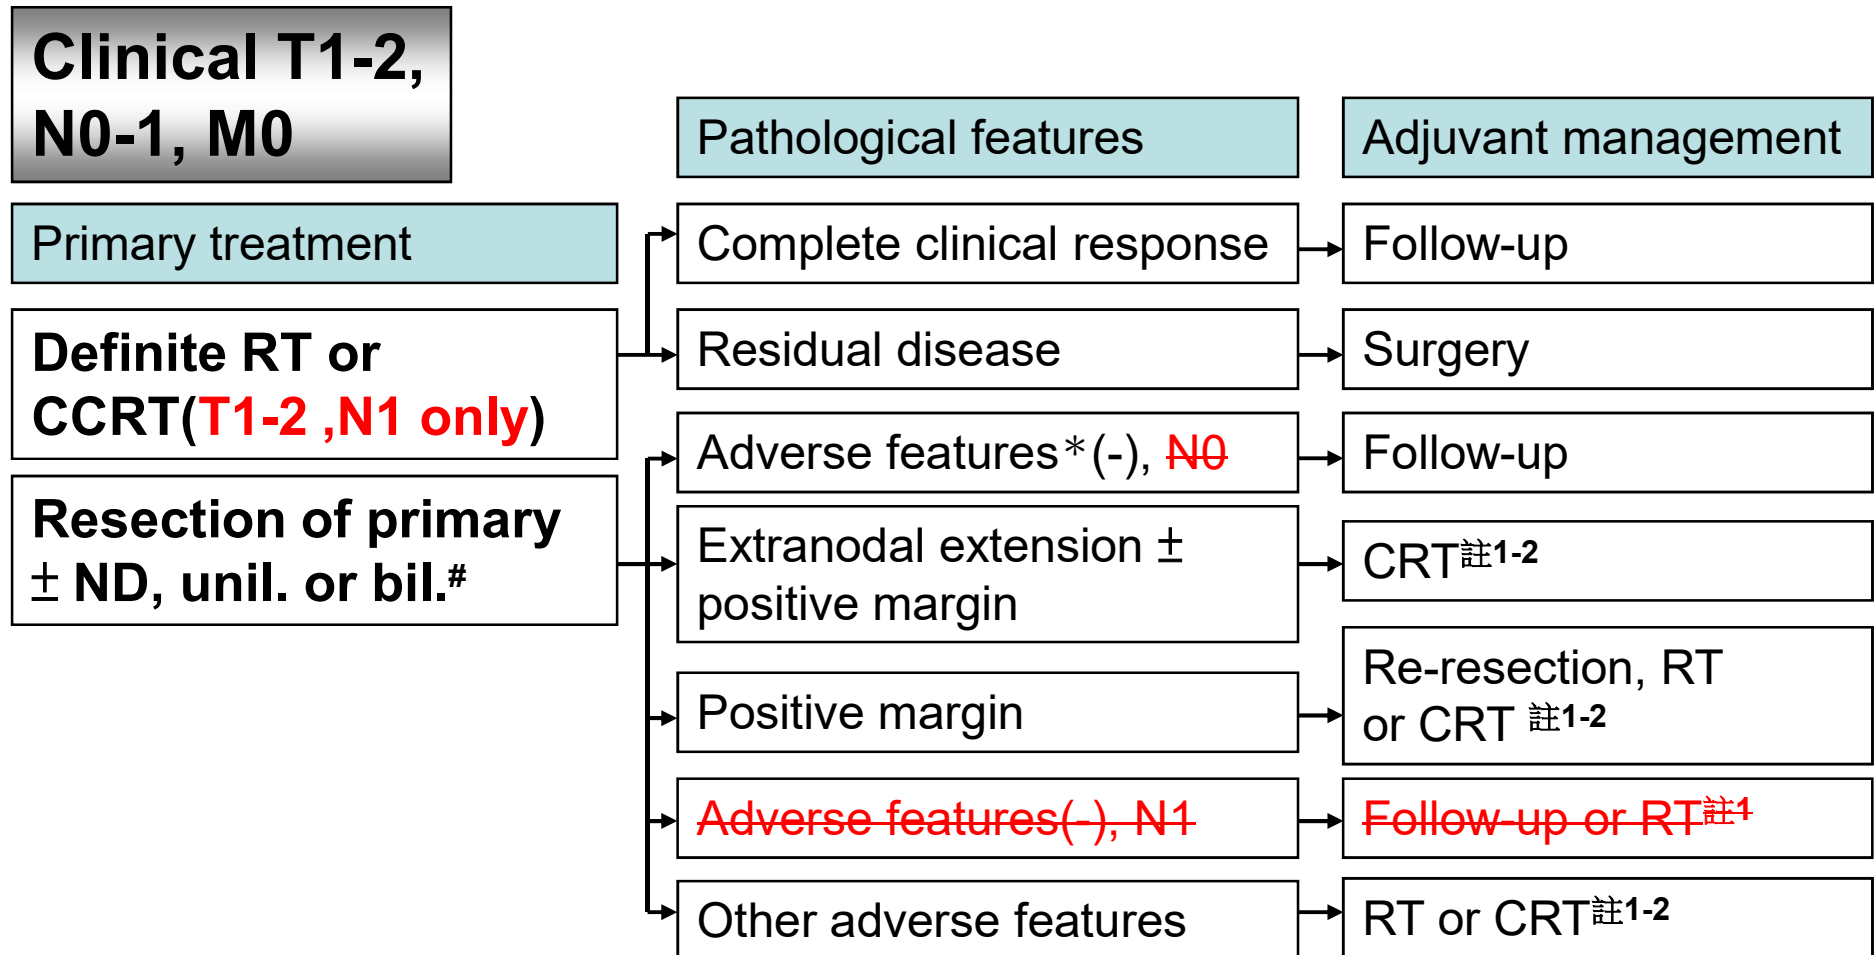 Clinical T1-2,
N0-1, M0
Pathological features
Adjuvant management
Primary treatment
Complete clinical response
Follow-up
Definite RT or
CCRT(T1-2 ,N1 only)
Residual disease
Surgery
Adverse features*(-), N0
Follow-up
Resection of primary
± ND, unil. or bil.#
Extranodal extension ±
positive margin
CRT註1-2
Positive margin
Re-resection, RT
or CRT 註1-2
Adverse features(-), N1
Follow-up or RT註1
Other adverse features
RT or CRT註1-2